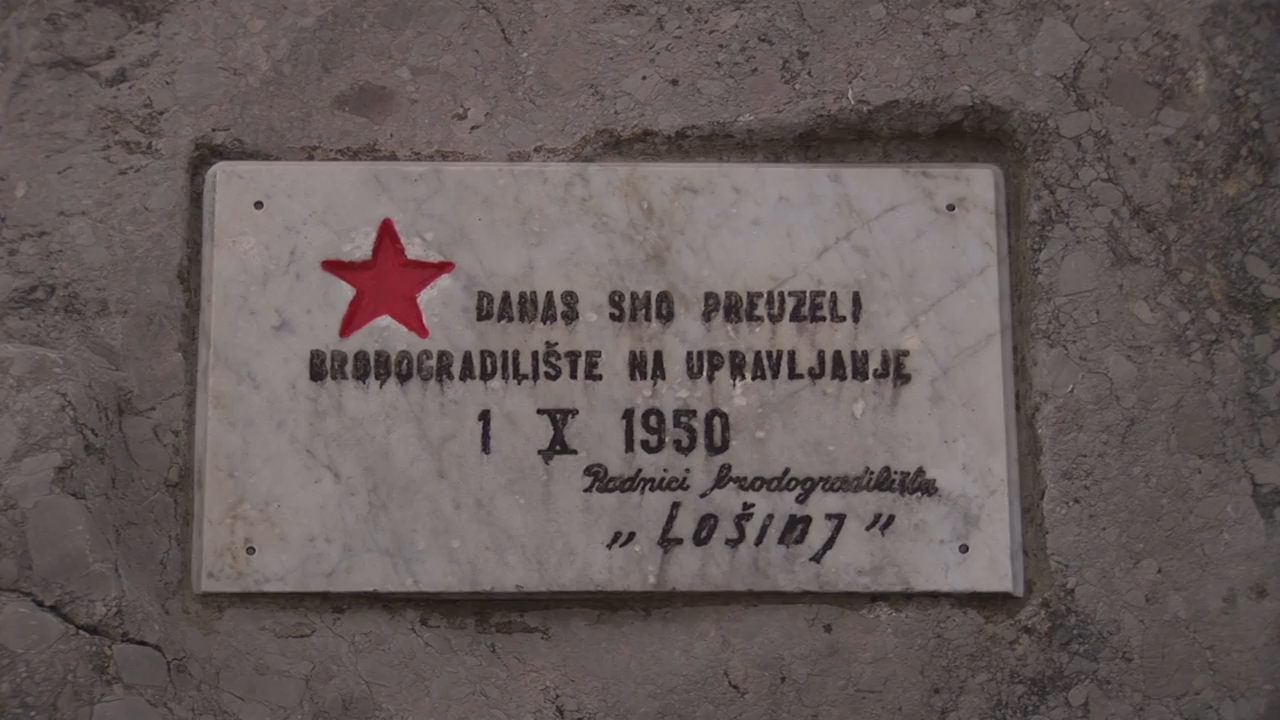 DANAS SMO PREUZELI
BRODOGRADILIŠTE NA UPRAVLJANJE
1 X 1950
Radnici brodogradilišta
„LOŠINJ”